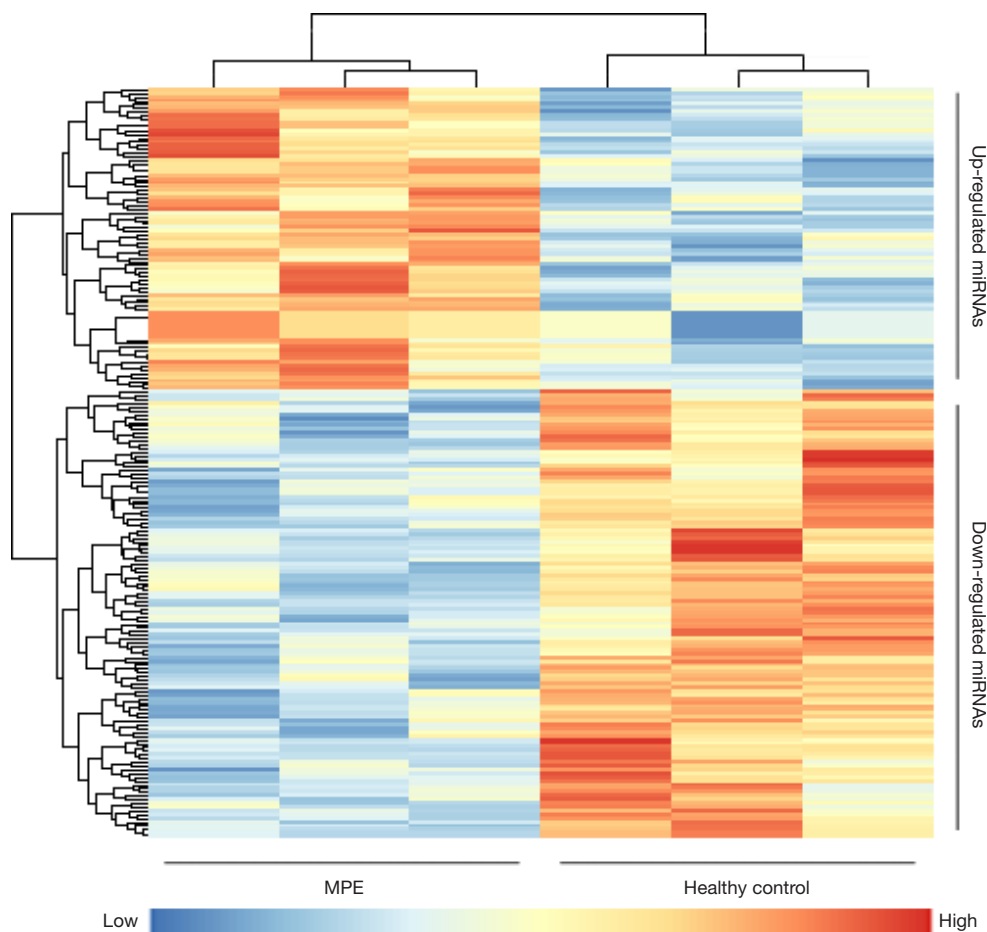 Up-regulated miRNAs
Down-regulated miRNAs
MPE
Healthy control
Low
High